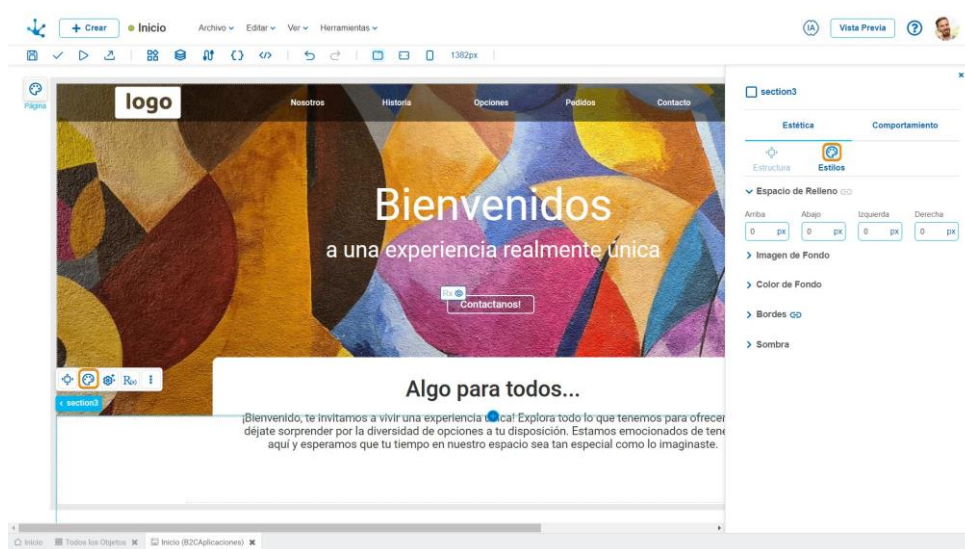 + Crear
Inicio
Archivo
Editar
Ver
Herramientas
IA
Vista Previa
?
1382px
Página
logo
Nosotros
Historia
Opciones
Pedidos
Contacto
Bienvenidos
a una experiencia realmente única
Rx
Contactanos!
R(x)
section3
Algo para todos...
¡Bienvenido, te invitamos a vivir una experiencia única! Explora todo lo que tenemos para ofrecer
déjate sorprender por la diversidad de opciones a tu disposición. Estamos emocionados de tene
aquí y esperamos que tu tiempo en nuestro espacio sea tan especial como lo imaginaste.
section3
Estética
Comportamiento
Estructura
Estilos
Espacio de Relleno
Arriba
Abajo
Izquierda
Derecha
0 px
0 px
0 px
0 px
Imagen de Fondo
Color de Fondo
Bordes
Sombra
Inicio
Todos los Objetos
Inicio (B2CAplicaciones)